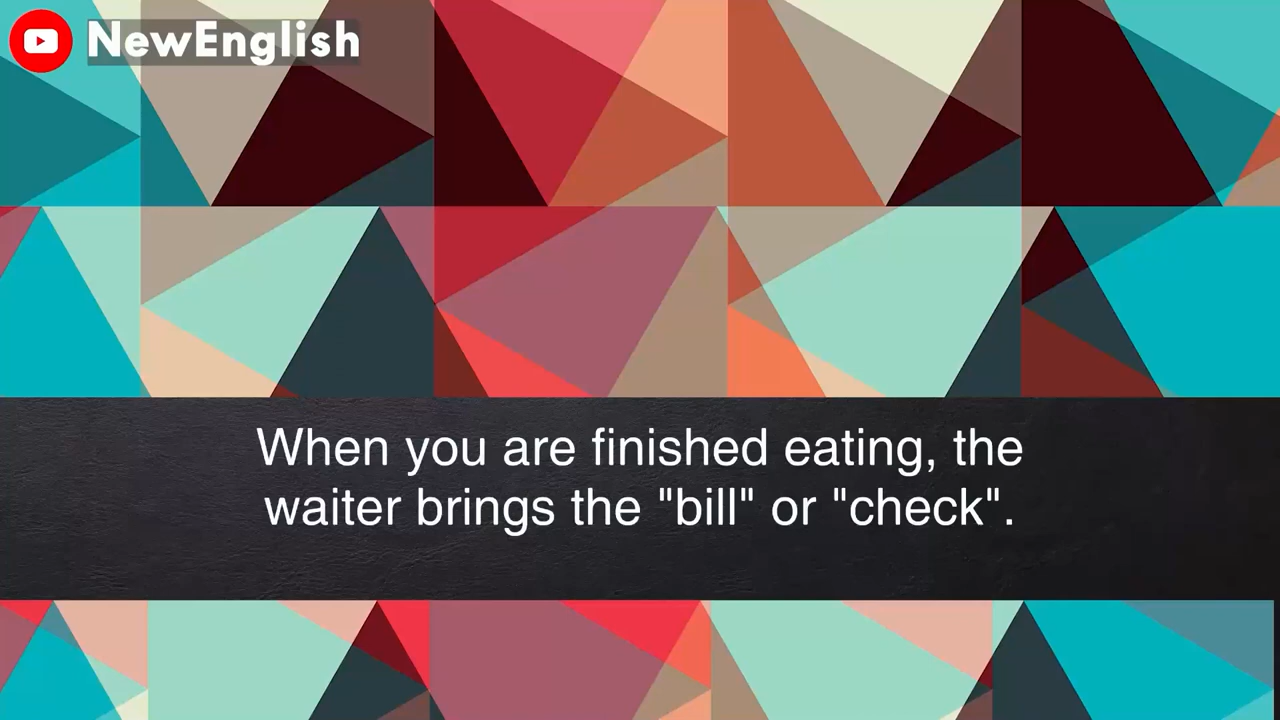 NewEnglish
When you are finished eating, the
waiter brings the "bill" or "check".